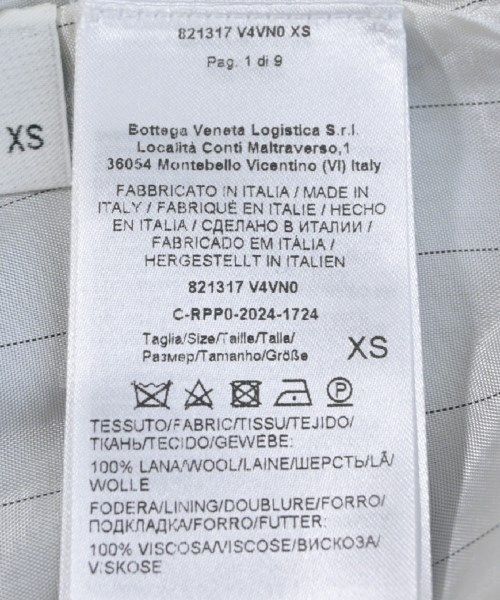 821317 V4VN0 XS
Pag. 1 di 9
XS
Bottega Veneta Logistica S.r.l.
Località Conti Maltraverso,1
36054 Montebello Vicentino (VI) Italy
FABBRICATO IN ITALIA / MADE IN
ITALY / FABRIQUÉ EN ITALIE / HECHO
EN ITALIA / СДЕЛАНО В ИТАЛИИ /
FABRICADO EM ITÁLIA /
HERGESTELLT IN ITALIEN
821317 V4VN0
C-RPP0-2024-1724
Taglia/Size/Taille/Talla/
Размер/Tamanho/Größe
XS
P
TESSUTO/FABRIC/TISSU/TEJIDO/
ТКАНЬ/TECIDO/GEWEBE:
100% LANA/WOOL/LAINE/ШЕРСТЬ/LÃ/
WOLLE
FODERA/LINING/DOUBLURE/FORRO/
ПОДКЛАДКА/FORRO/FUTTER:
100% VISCOSA/VISCOSE/ВИСКОЗА/
VISKOSE